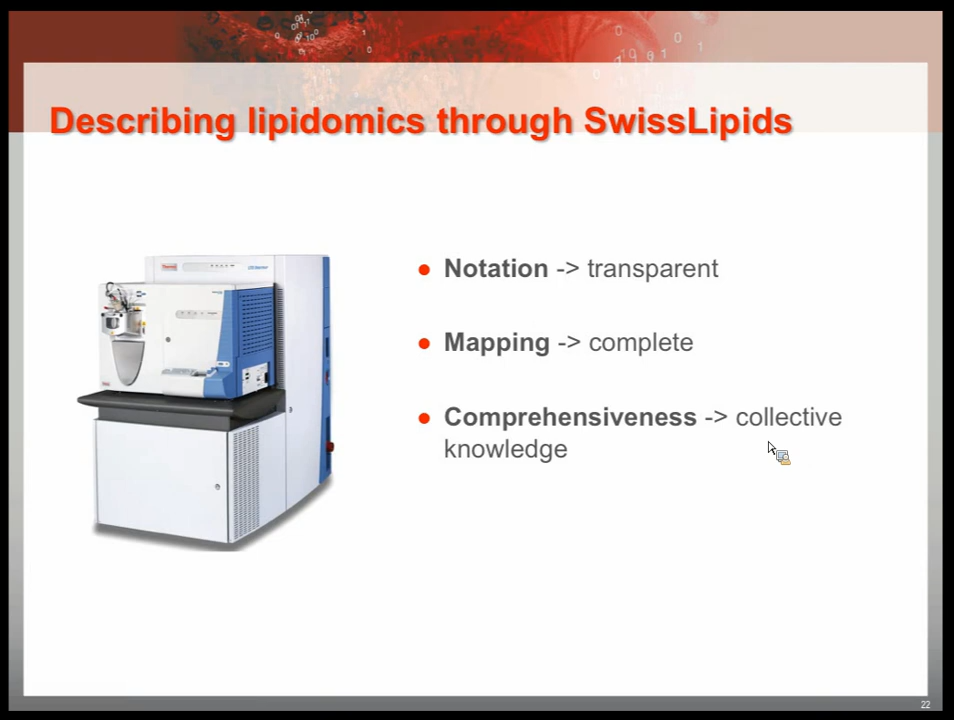 Describing lipidomics through SwissLipids
● Notation -> transparent
● Mapping -> complete
● Comprehensiveness -> collective
knowledge
22